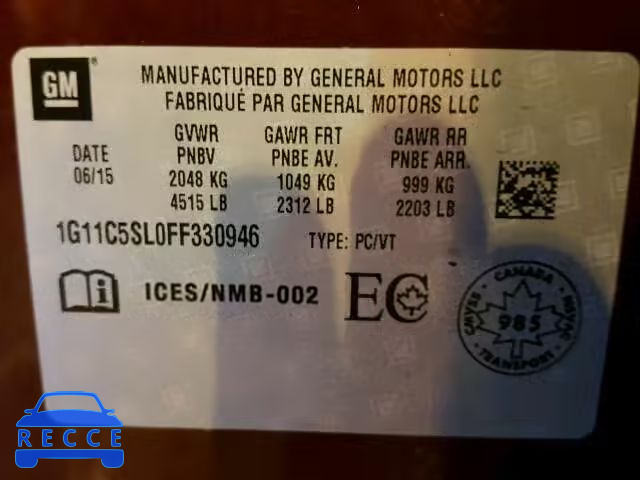 GM ®
MANUFACTURED BY GENERAL MOTORS LLC
FABRIQUÉ PAR GENERAL MOTORS LLC
DATE
06/15
GVWR
PNBV
2048 KG
4515 LB
GAWR FRT
PNBE AV.
1049 KG
2312 LB
GAWR RR
PNBE ARR.
999 KG
2203 LB
1G11C5SL0FF330946 TYPE: PC/VT
i ICES/NMB-002 EC
CANADA
CMVSS
NSVAC
985
TRANSPORT
RECCE